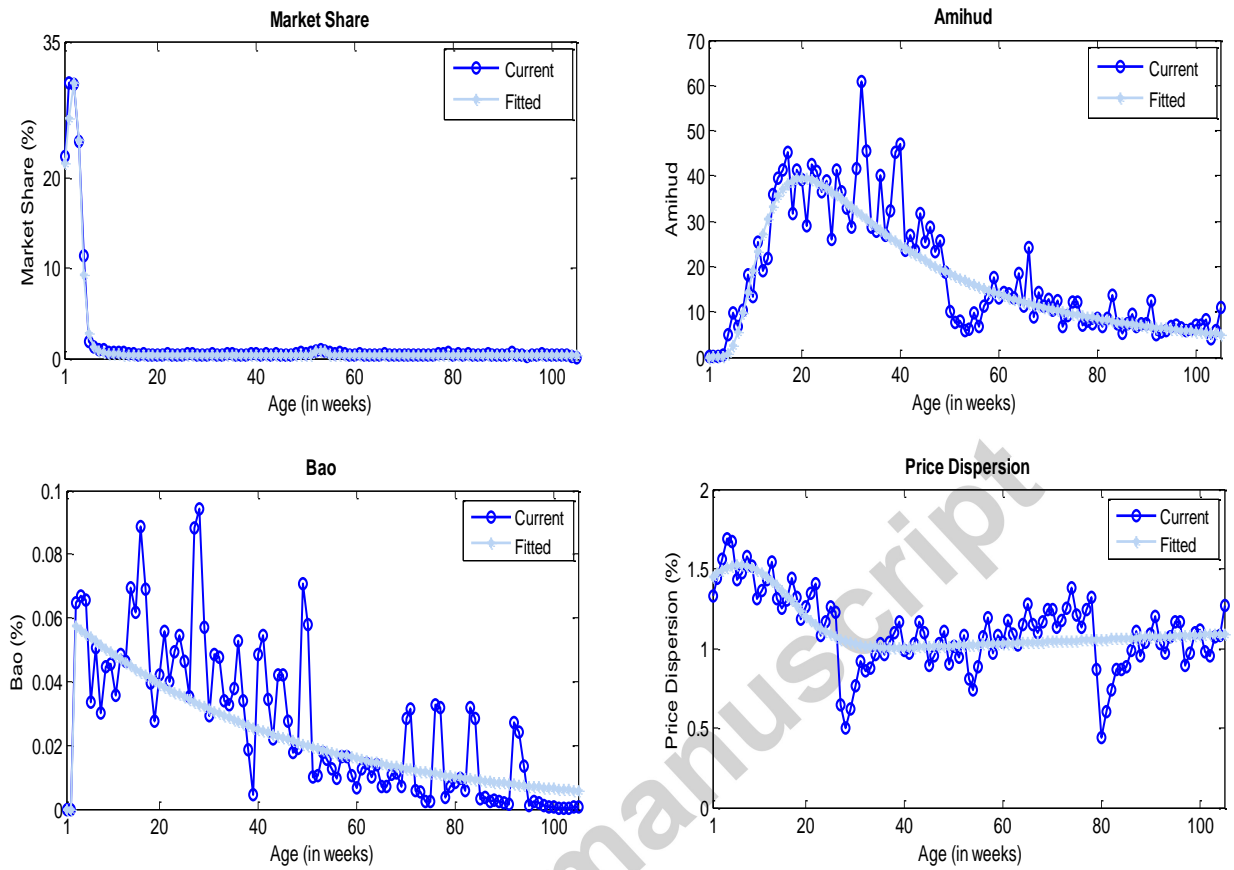 Market Share
35
20
10
0
1 20 40 60 80 100
Market Share (%)
Age (in weeks)
Current
Fitted
Amihud
70
60
50
40
30
20
10
0
1 20 40 60 80 100
Amihud
Age (in weeks)
Current
Fitted
Bao
0.1
0.08
0.06
0.04
0.02
0
1 20 40 60 80 100
Bao (%)
Age (in weeks)
Current
Fitted
Price Dispersion
2
1.5
1
0.5
0
1 20 40 60 80 100
Price Dispersion (%)
Age (in weeks)
Current
Fitted
manuscript